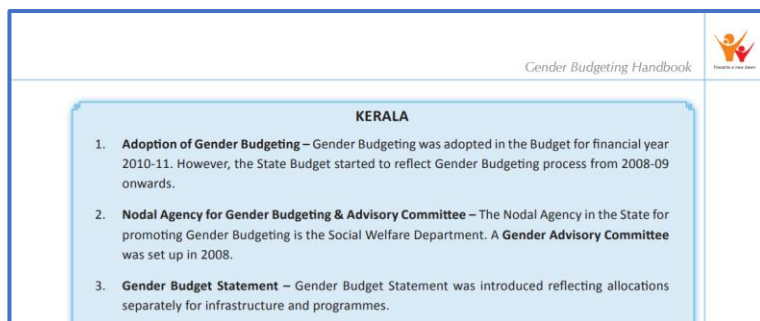 Gender Budgeting Handbook
Towards a new dawn
KERALA
1. Adoption of Gender Budgeting – Gender Budgeting was adopted in the Budget for financial year
2010-11. However, the State Budget started to reflect Gender Budgeting process from 2008-09
onwards.
2. Nodal Agency for Gender Budgeting & Advisory Committee – The Nodal Agency in the State for
promoting Gender Budgeting is the Social Welfare Department. A Gender Advisory Committee
was set up in 2008.
3. Gender Budget Statement – Gender Budget Statement was introduced reflecting allocations
separately for infrastructure and programmes.